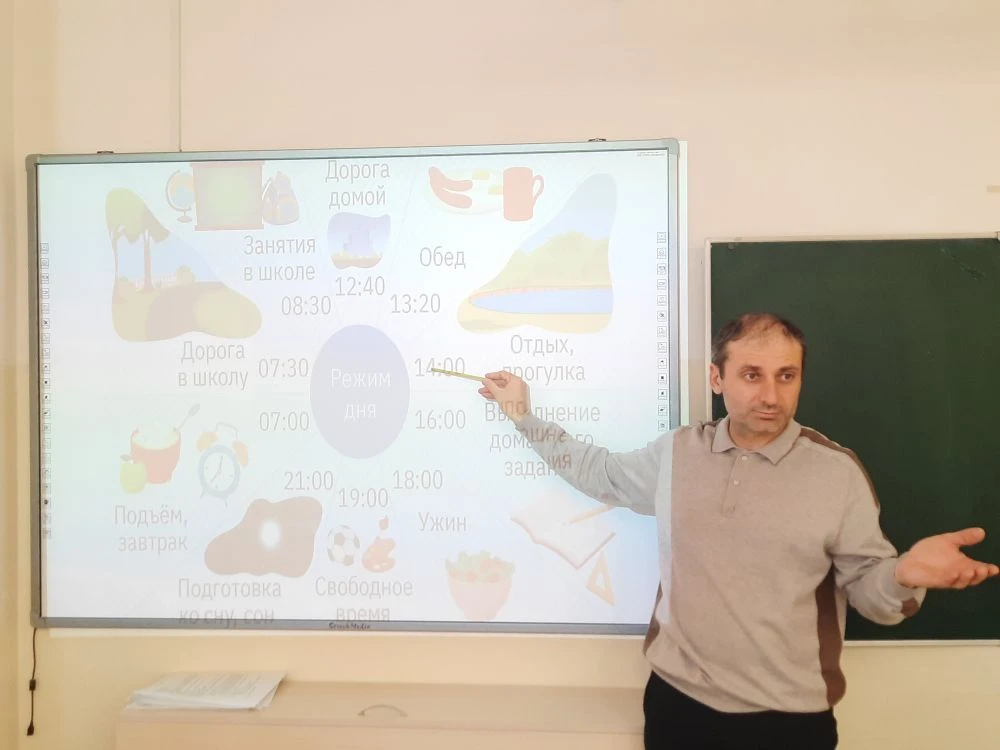 Дорога
домой
Занятия
в школе
Обед
12:40
08:30
13:20
Дорога
в школу
07:30
Режим
дня
14:00
Отдых,
прогулка
07:00
16:00
Выполнение
домашнего
задания
21:00
19:00
18:00
Подъём,
завтрак
Ужин
Подготовка
ко сну, сон
Свободное
время